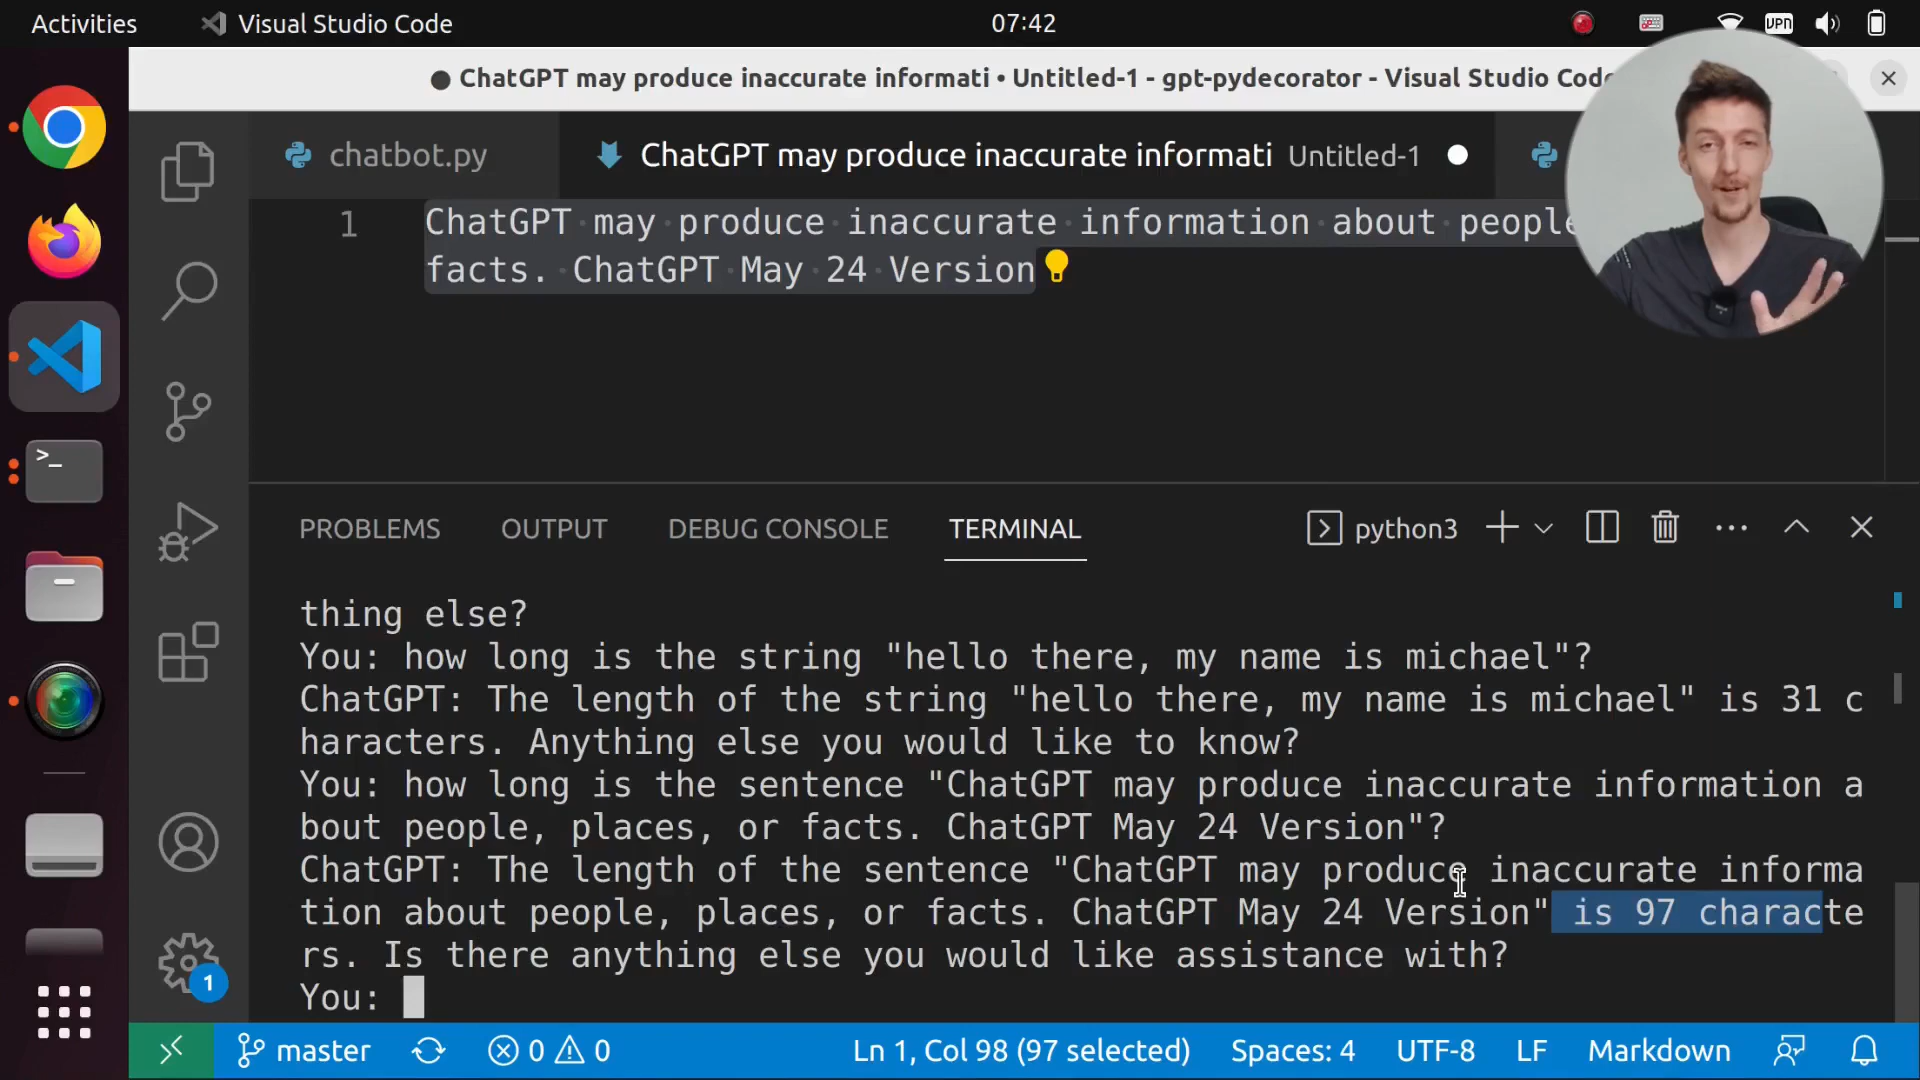 Activities
Visual Studio Code
07:42
VPN
ChatGPT may produce inaccurate informati • Untitled-1 - gpt-pydecorator - Visual Studio Code
chatbot.py
ChatGPT may produce inaccurate informati Untitled-1
1
ChatGPT may produce inaccurate information about people
facts. ChatGPT May 24 Version
PROBLEMS OUTPUT DEBUG CONSOLE TERMINAL
python3
thing else?
You: how long is the string "hello there, my name is michael"?
ChatGPT: The length of the string "hello there, my name is michael" is 31 c
haracters. Anything else you would like to know?
You: how long is the sentence "ChatGPT may produce inaccurate information a
bout people, places, or facts. ChatGPT May 24 Version"?
ChatGPT: The length of the sentence "ChatGPT may produce inaccurate informa
tion about people, places, or facts. ChatGPT May 24 Version" is 97 characte
rs. Is there anything else you would like assistance with?
You:
1
master 0 0 Ln 1, Col 98 (97 selected) Spaces: 4 UTF-8 LF Markdown